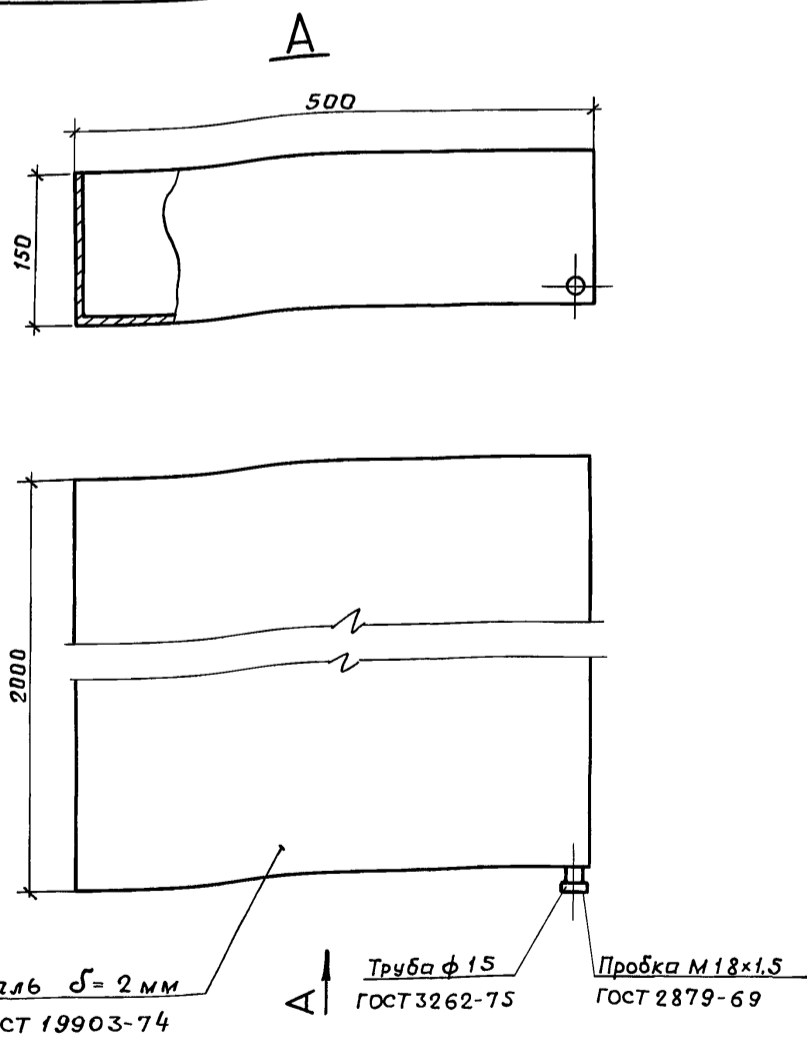 А
500
150
2000
аль δ= 2 мм
СТ 19903-74
А
Труба ϕ 15
ГОСТ 3262-75
Пробка М 18×1,5
ГОСТ 2879-69